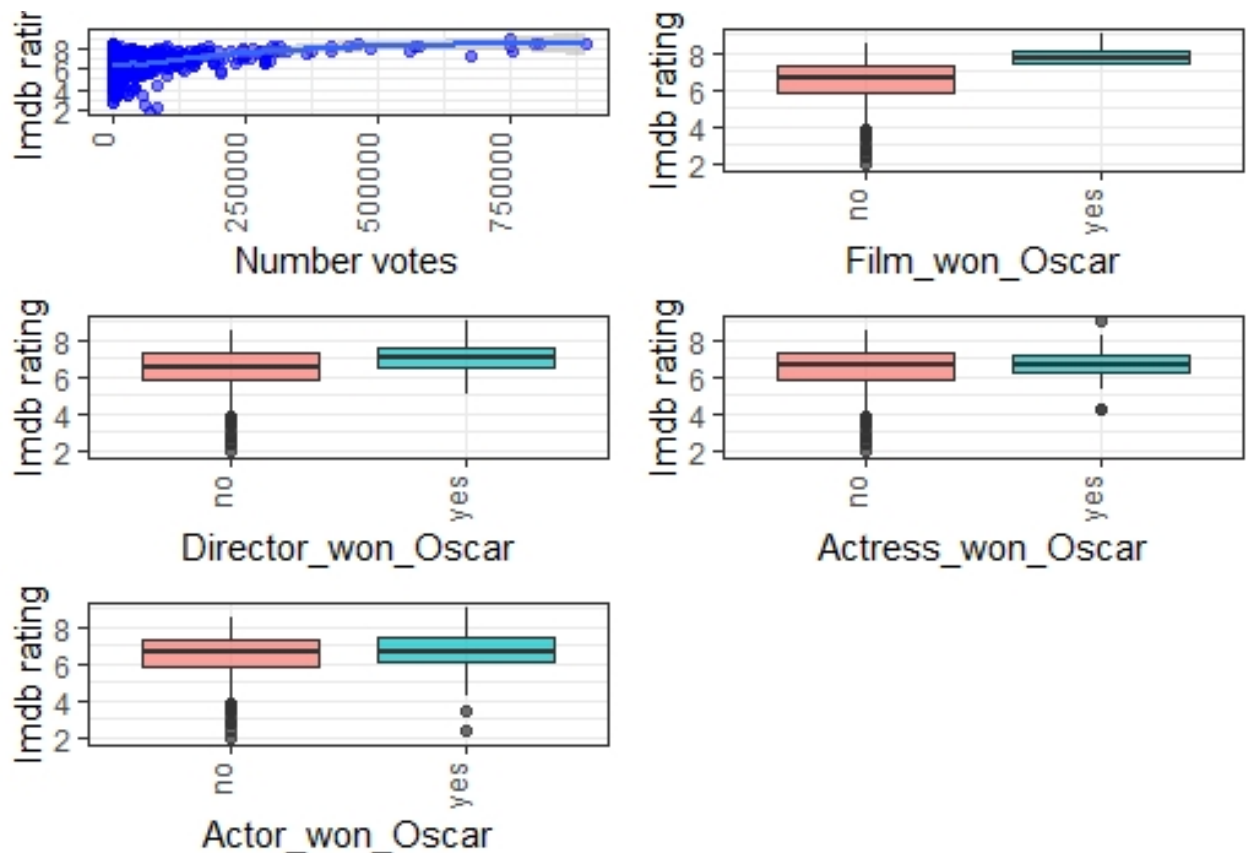 Imdb ratir
8
6
4
2
0
250000
500000
750000
Number votes
Imdb rating
8
6
4
2
no
yes
Film_won_Oscar
Imdb rating
8
6
4
2
no
yes
Director_won_Oscar
Imdb rating
8
6
4
2
no
yes
Actress_won_Oscar
Imdb rating
8
6
4
2
no
yes
Actor_won_Oscar